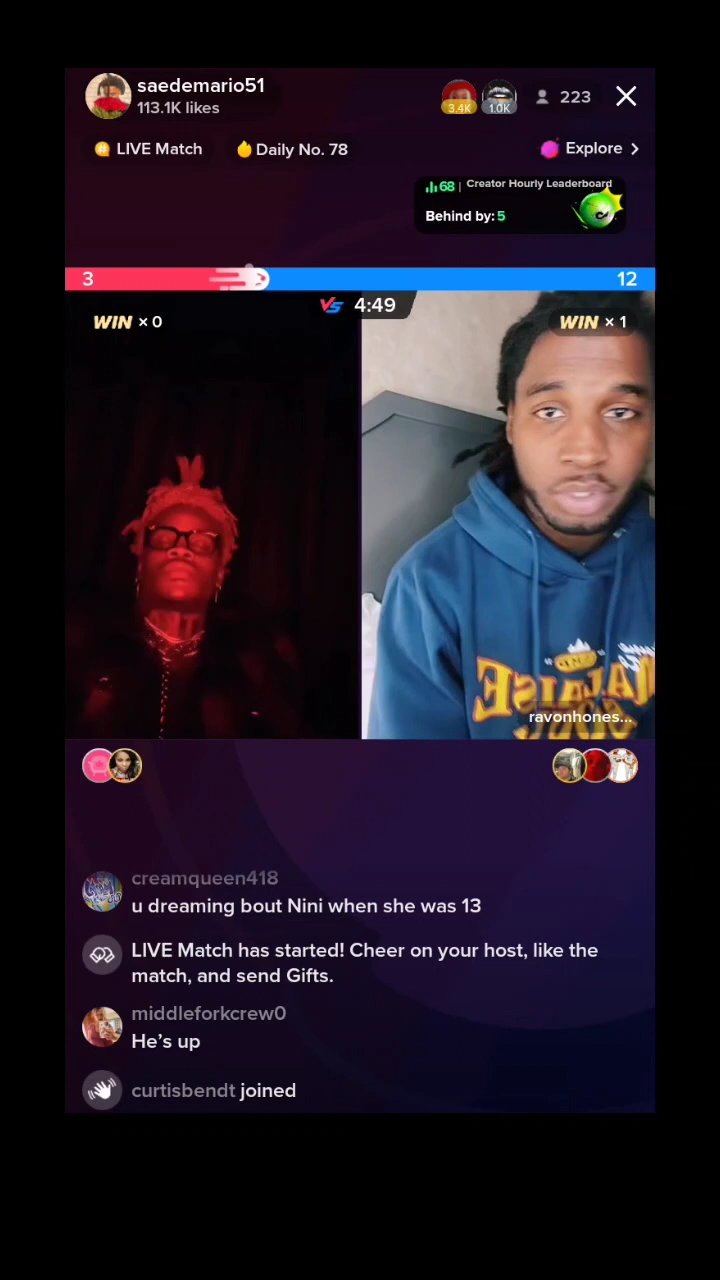 saedemario51
113.1K likes
3.4K
1.0K
223
LIVE Match
Daily No. 78
Explore
68 | Creator Hourly Leaderboard
Behind by: 5
3
12
VS 4:49
WIN × 0
WIN × 1
ravonhones...
creamqueen418
u dreaming bout Nini when she was 13
LIVE Match has started! Cheer on your host, like the
match, and send Gifts.
middleforkcrew0
He's up
curtisbendt joined